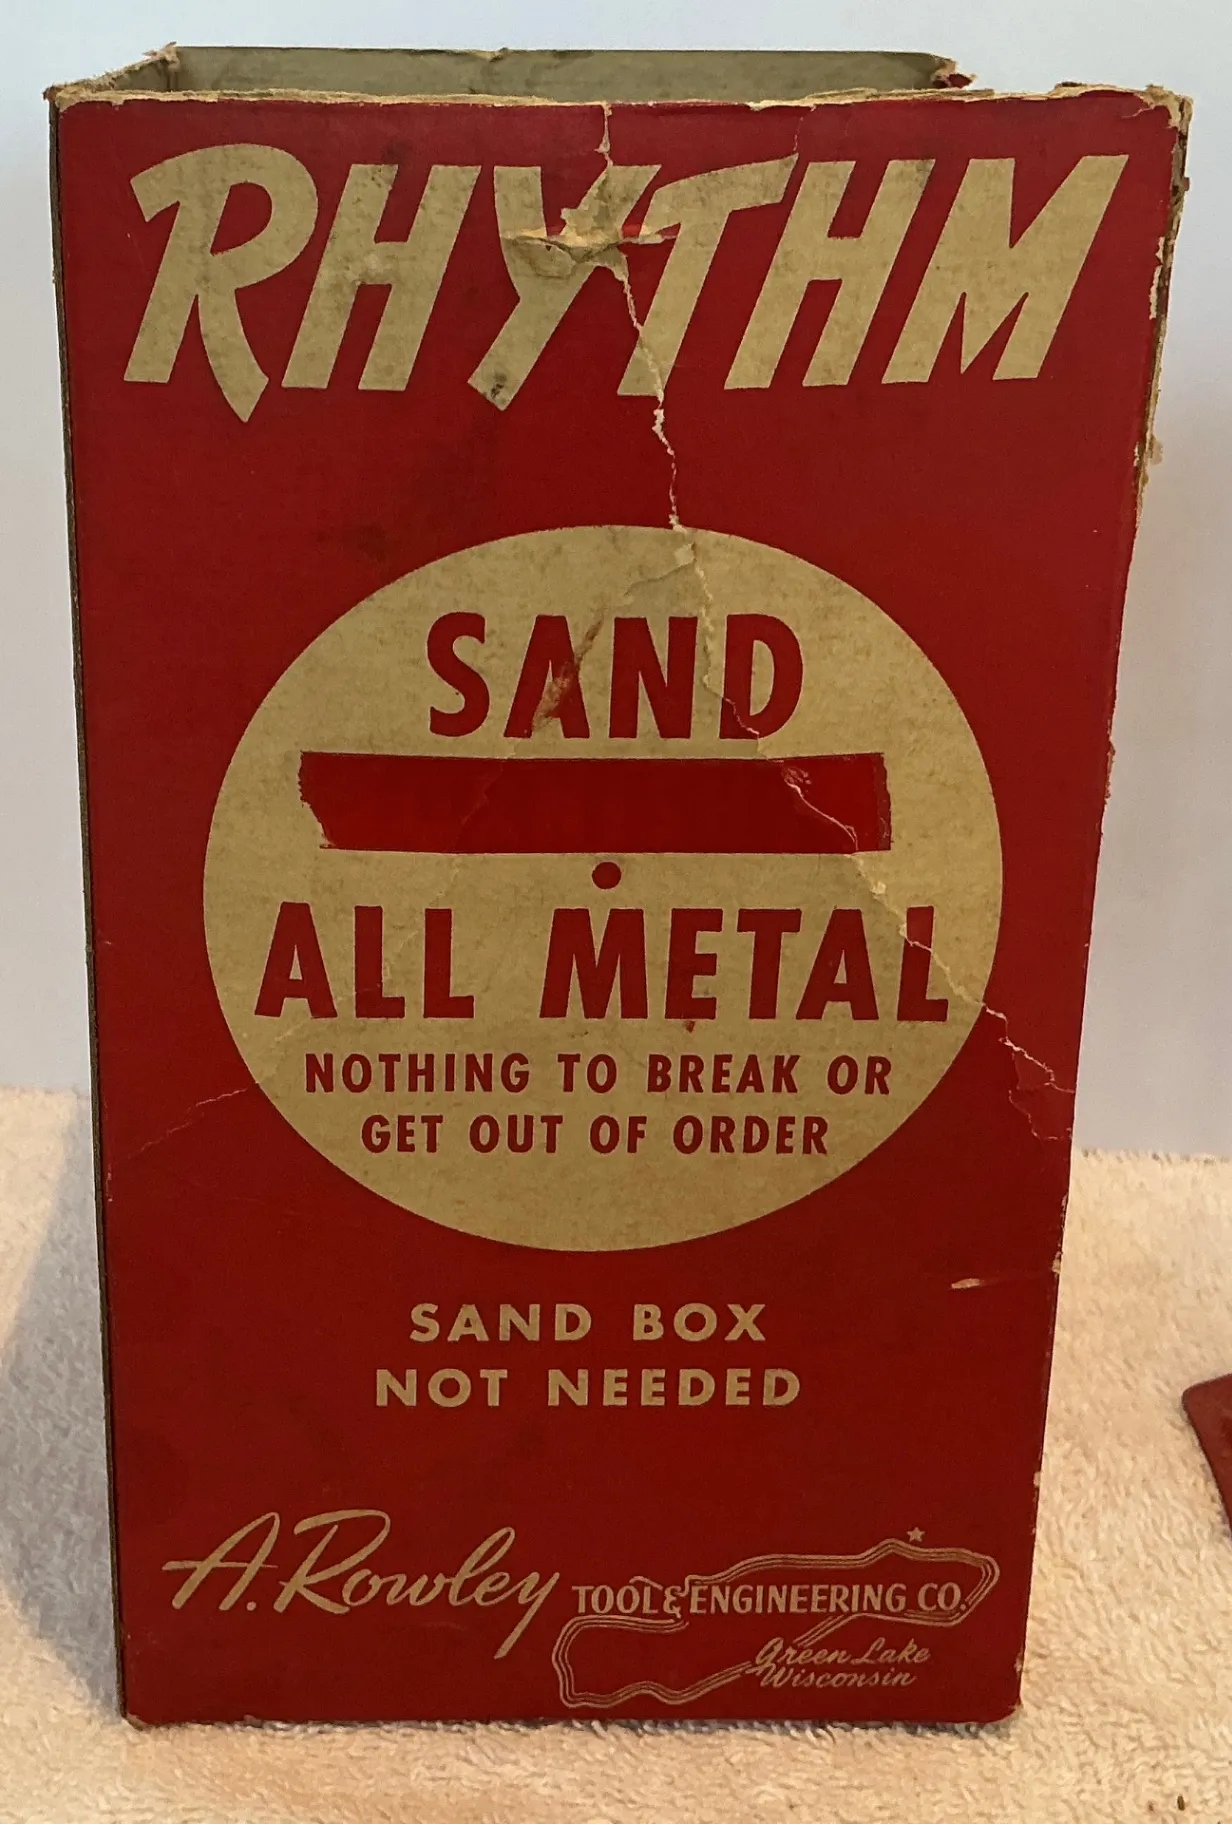 RHYTHM
SAND
ALL METAL
NOTHING TO BREAK OR
GET OUT OF ORDER
SAND BOX
NOT NEEDED
A. Rowley TOOL & ENGINEERING CO.
Green Lake
Wisconsin